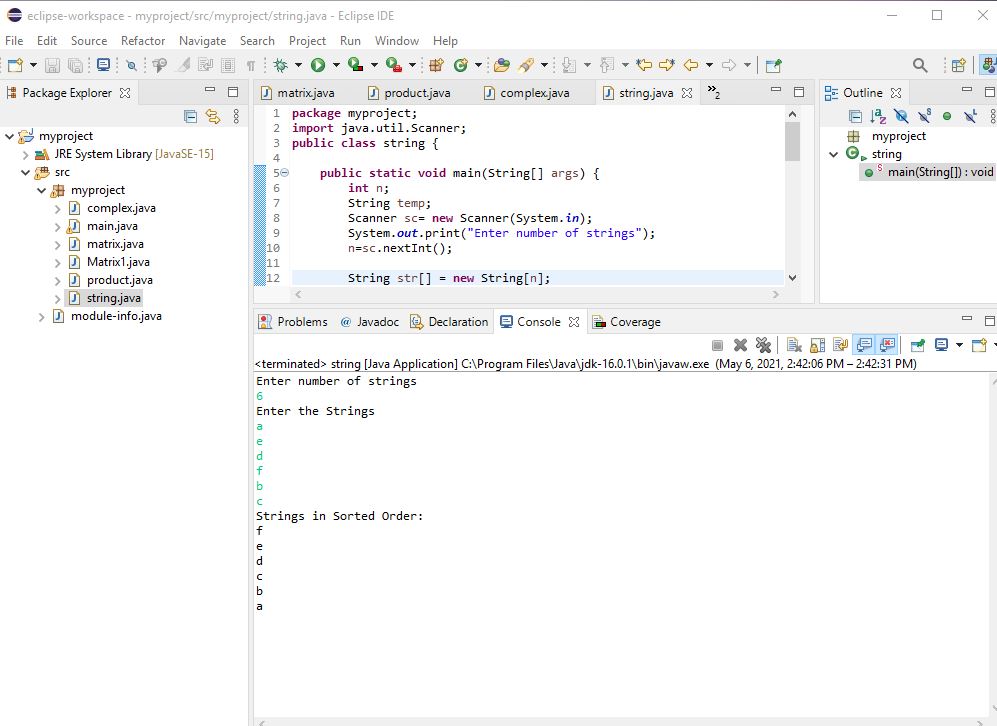 eclipse-workspace - myproject/src/myproject/string.java - Eclipse IDE
File Edit Source Refactor Navigate Search Project Run Window Help
Package Explorer
myproject
JRE System Library [JavaSE-15]
src
myproject
complex.java
main.java
matrix.java
Matrix1.java
product.java
string.java
module-info.java
matrix.java product.java complex.java string.java »2
1 package myproject;
2 import java.util.Scanner;
3 public class string {
4
5 public static void main(String[] args) {
6 int n;
7 String temp;
8 Scanner sc= new Scanner(System.in);
9 System.out.print("Enter number of strings");
10 n=sc.nextInt();
11
12 String str[] = new String[n];
Outline
myproject
string
main(String[]) : void
Problems @ Javadoc Declaration Console Coverage
<terminated> string [Java Application] C:\Program Files\Java\jdk-16.0.1\bin\javaw.exe (May 6, 2021, 2:42:06 PM – 2:42:31 PM)
Enter number of strings
6
Enter the Strings
a
e
d
f
b
c
Strings in Sorted Order:
f
e
d
c
b
a